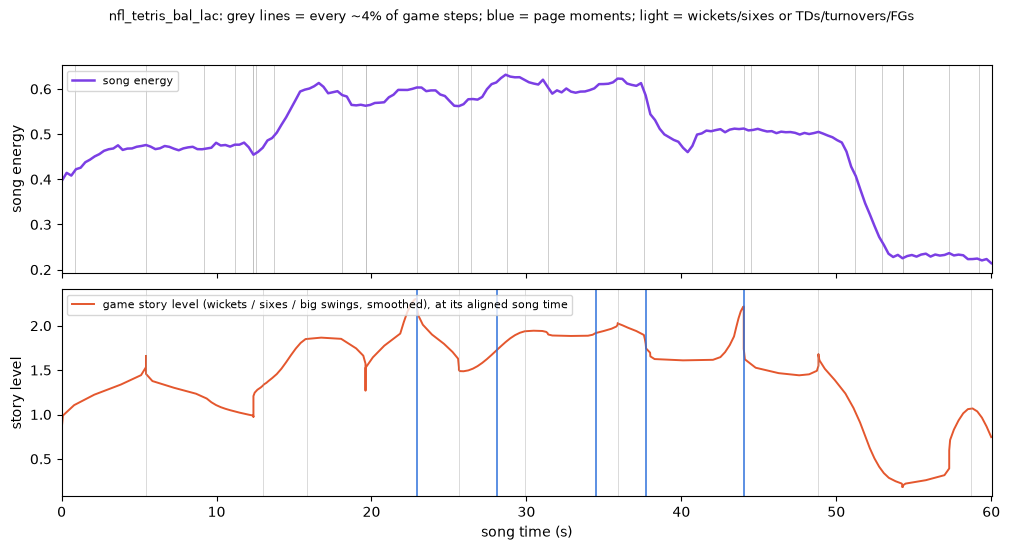 nfl_tetris_bal_lac: grey lines = every ~4% of game steps; blue = page moments; light = wickets/sixes or TDs/turnovers/FGs
song energy
0.6
0.5
0.4
0.3
0.2
song energy
game story level (wickets / sixes / big swings, smoothed), at its aligned song time
2.0
1.5
1.0
0.5
story level
0 10 20 30 40 50 60
song time (s)